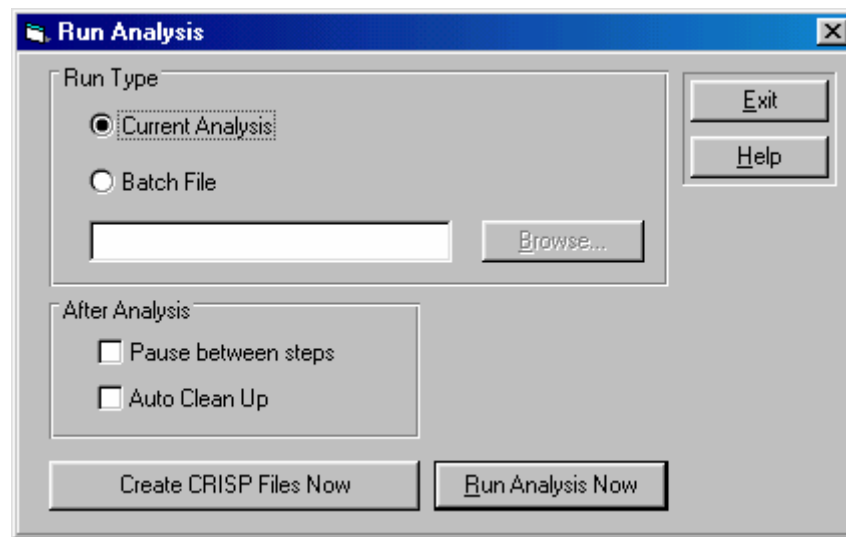 Run Analysis
Run Type
Current Analysis
Batch File
Browse...
Exit
Help
After Analysis
Pause between steps
Auto Clean Up
Create CRISP Files Now
Run Analysis Now